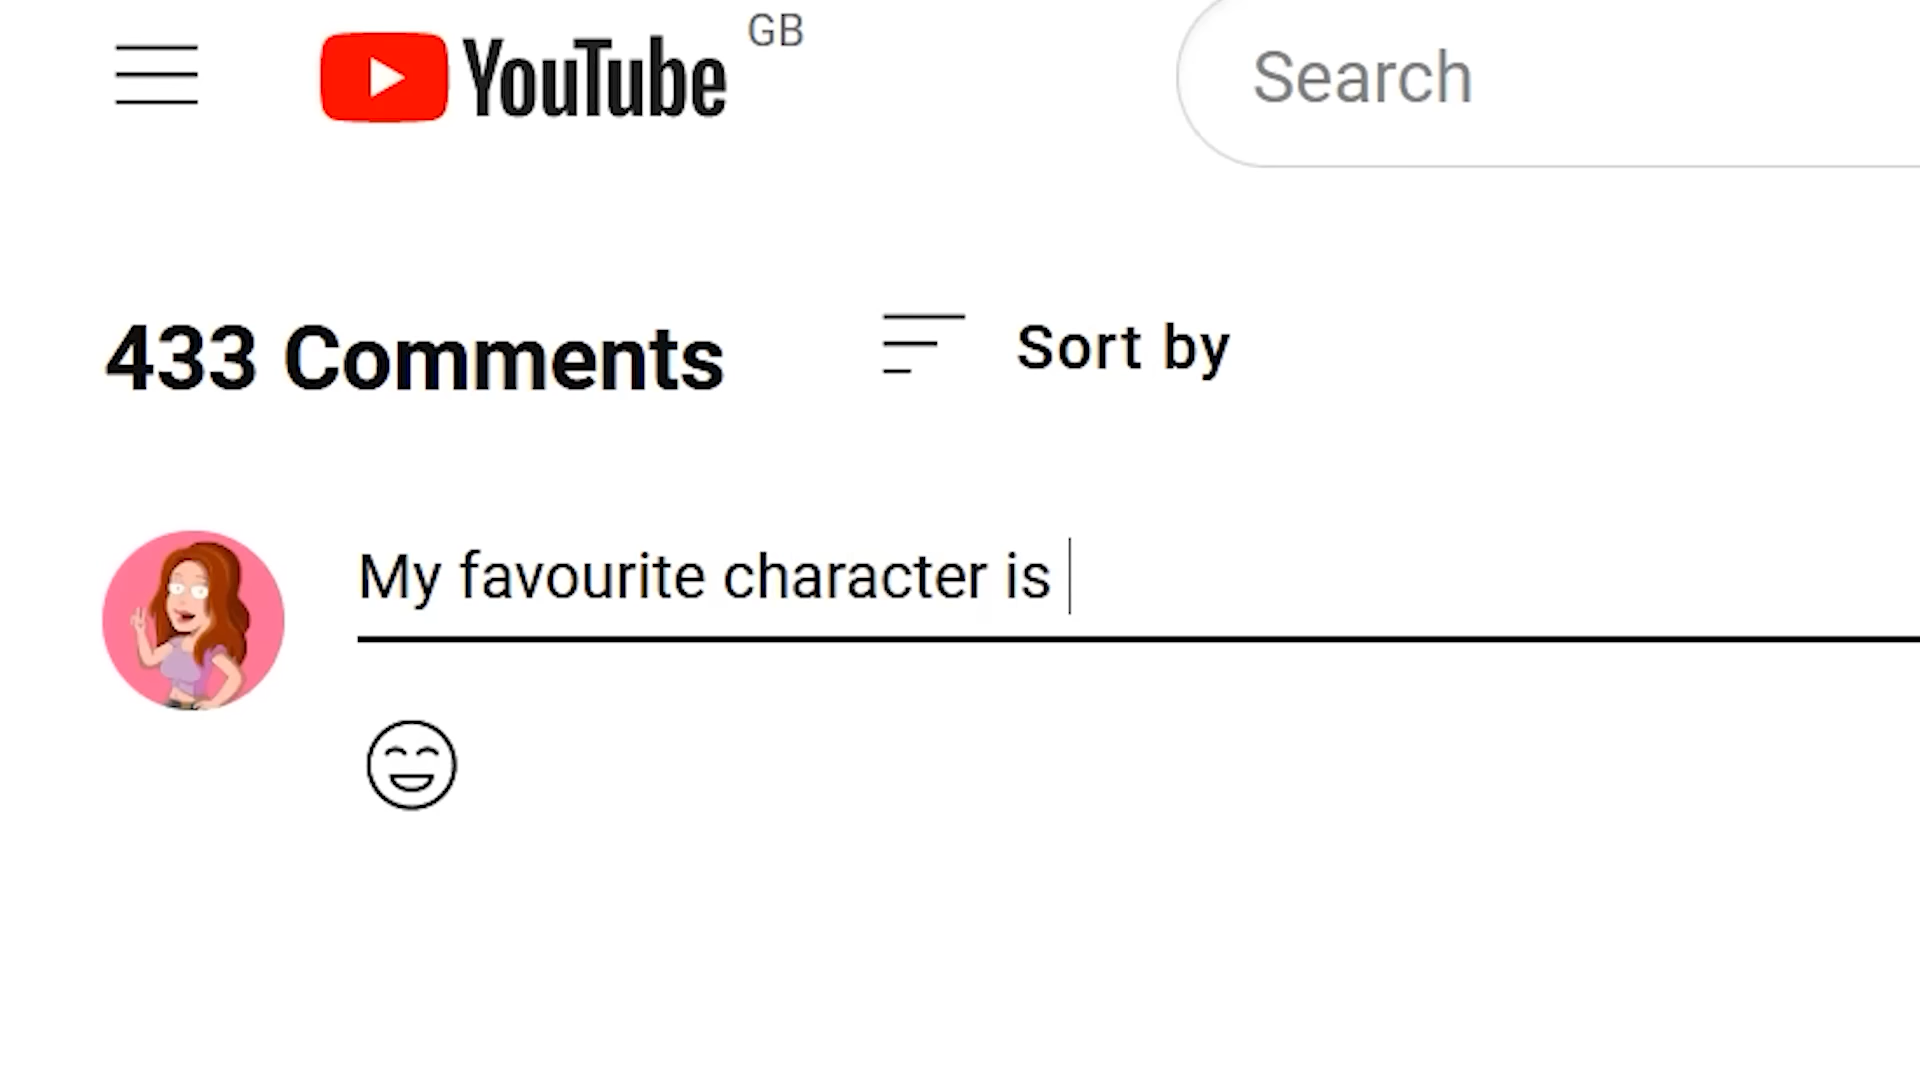 YouTube GB
Search
433 Comments
Sort by
My favourite character is